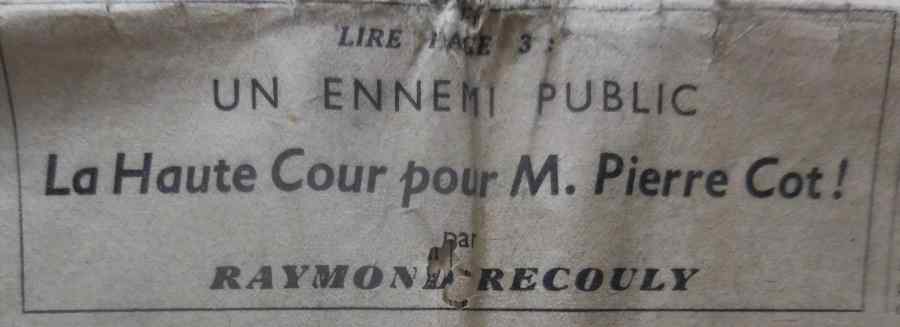 LIRE PAGE 3 :
UN ENNEMI PUBLIC
La Haute Cour pour M. Pierre Cot !
par
RAYMOND RECOULY